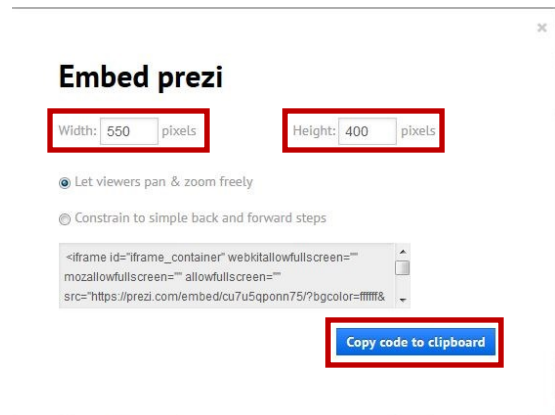 Embed prezi
Width: 550 pixels Height: 400 pixels
Let viewers pan & zoom freely
Constrain to simple back and forward steps
<iframe id="iframe_container" webkitallowfullscreen=""
mozallowfullscreen="" allowfullscreen=""
src="https://prezi.com/embed/cu7u5qponn75/?bgcolor=ffffff&
Copy code to clipboard